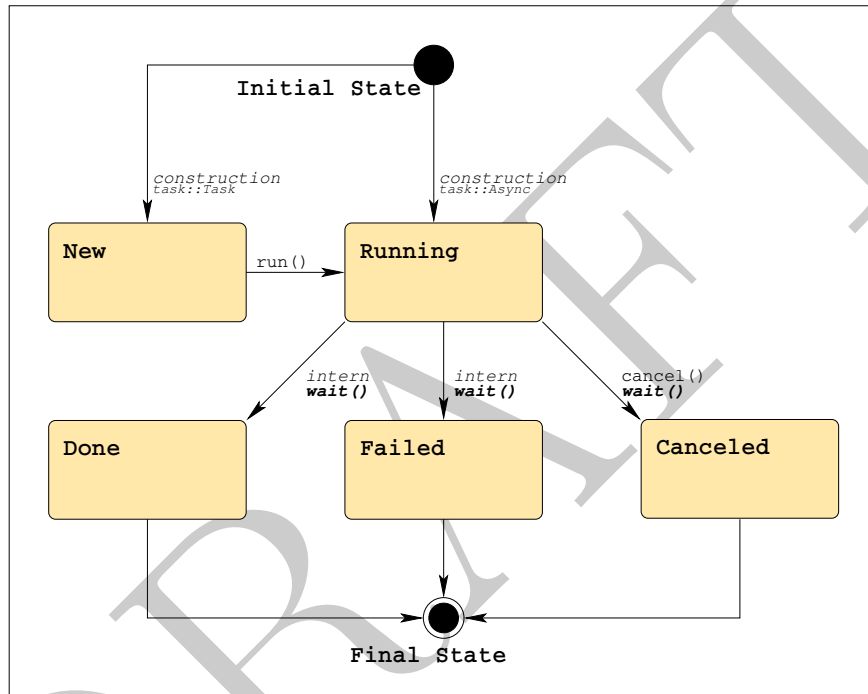 Initial State
construction
task::Task
construction
task::Async
New
run()
Running
intern
wait()
intern
wait()
cancel()
wait()
Done
Failed
Canceled
Final State
DRAFT